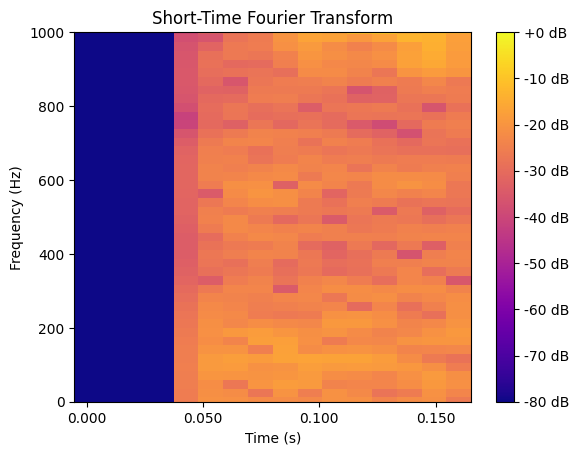 Short-Time Fourier Transform
1000
800
600
400
200
0
Frequency (Hz)
0.000
0.050
0.100
0.150
Time (s)
+0 dB
-10 dB
-20 dB
-30 dB
-40 dB
-50 dB
-60 dB
-70 dB
-80 dB